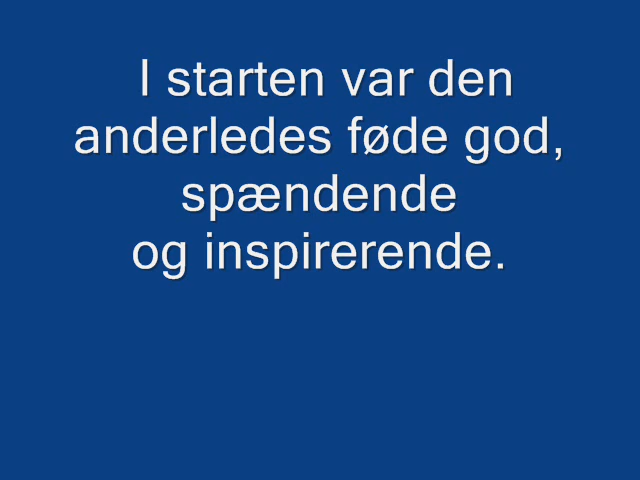 I starten var den
anderledes føde god,
spændende
og inspirerende.